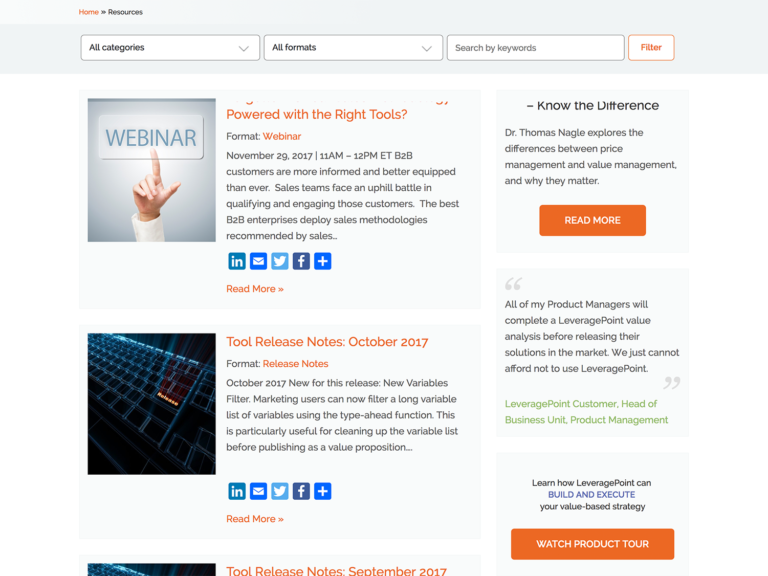 Home » Resources
All categories
All formats
Search by keywords
Filter
WEBINAR
Powered with the Right Tools?
Format: Webinar
November 29, 2017 | 11AM – 12PM ET B2B
customers are more informed and better equipped
than ever. Sales teams face an uphill battle in
qualifying and engaging those customers. The best
B2B enterprises deploy sales methodologies
recommended by sales...
Read More »
Release
Tool Release Notes: October 2017
Format: Release Notes
October 2017 New for this release: New Variables
Filter. Marketing users can now filter a long variable
list of variables using the type-ahead function. This
is particularly useful for cleaning up the variable list
before publishing as a value proposition....
Read More »
Tool Release Notes: September 2017
– Know the Difference
Dr. Thomas Nagle explores the
differences between price
management and value management,
and why they matter.
READ MORE
“
All of my Product Managers will
complete a LeveragePoint value
analysis before releasing their
solutions in the market. We just cannot
afford not to use LeveragePoint.
”
LeveragePoint Customer, Head of
Business Unit, Product Management
Learn how LeveragePoint can
BUILD AND EXECUTE
your value-based strategy
WATCH PRODUCT TOUR